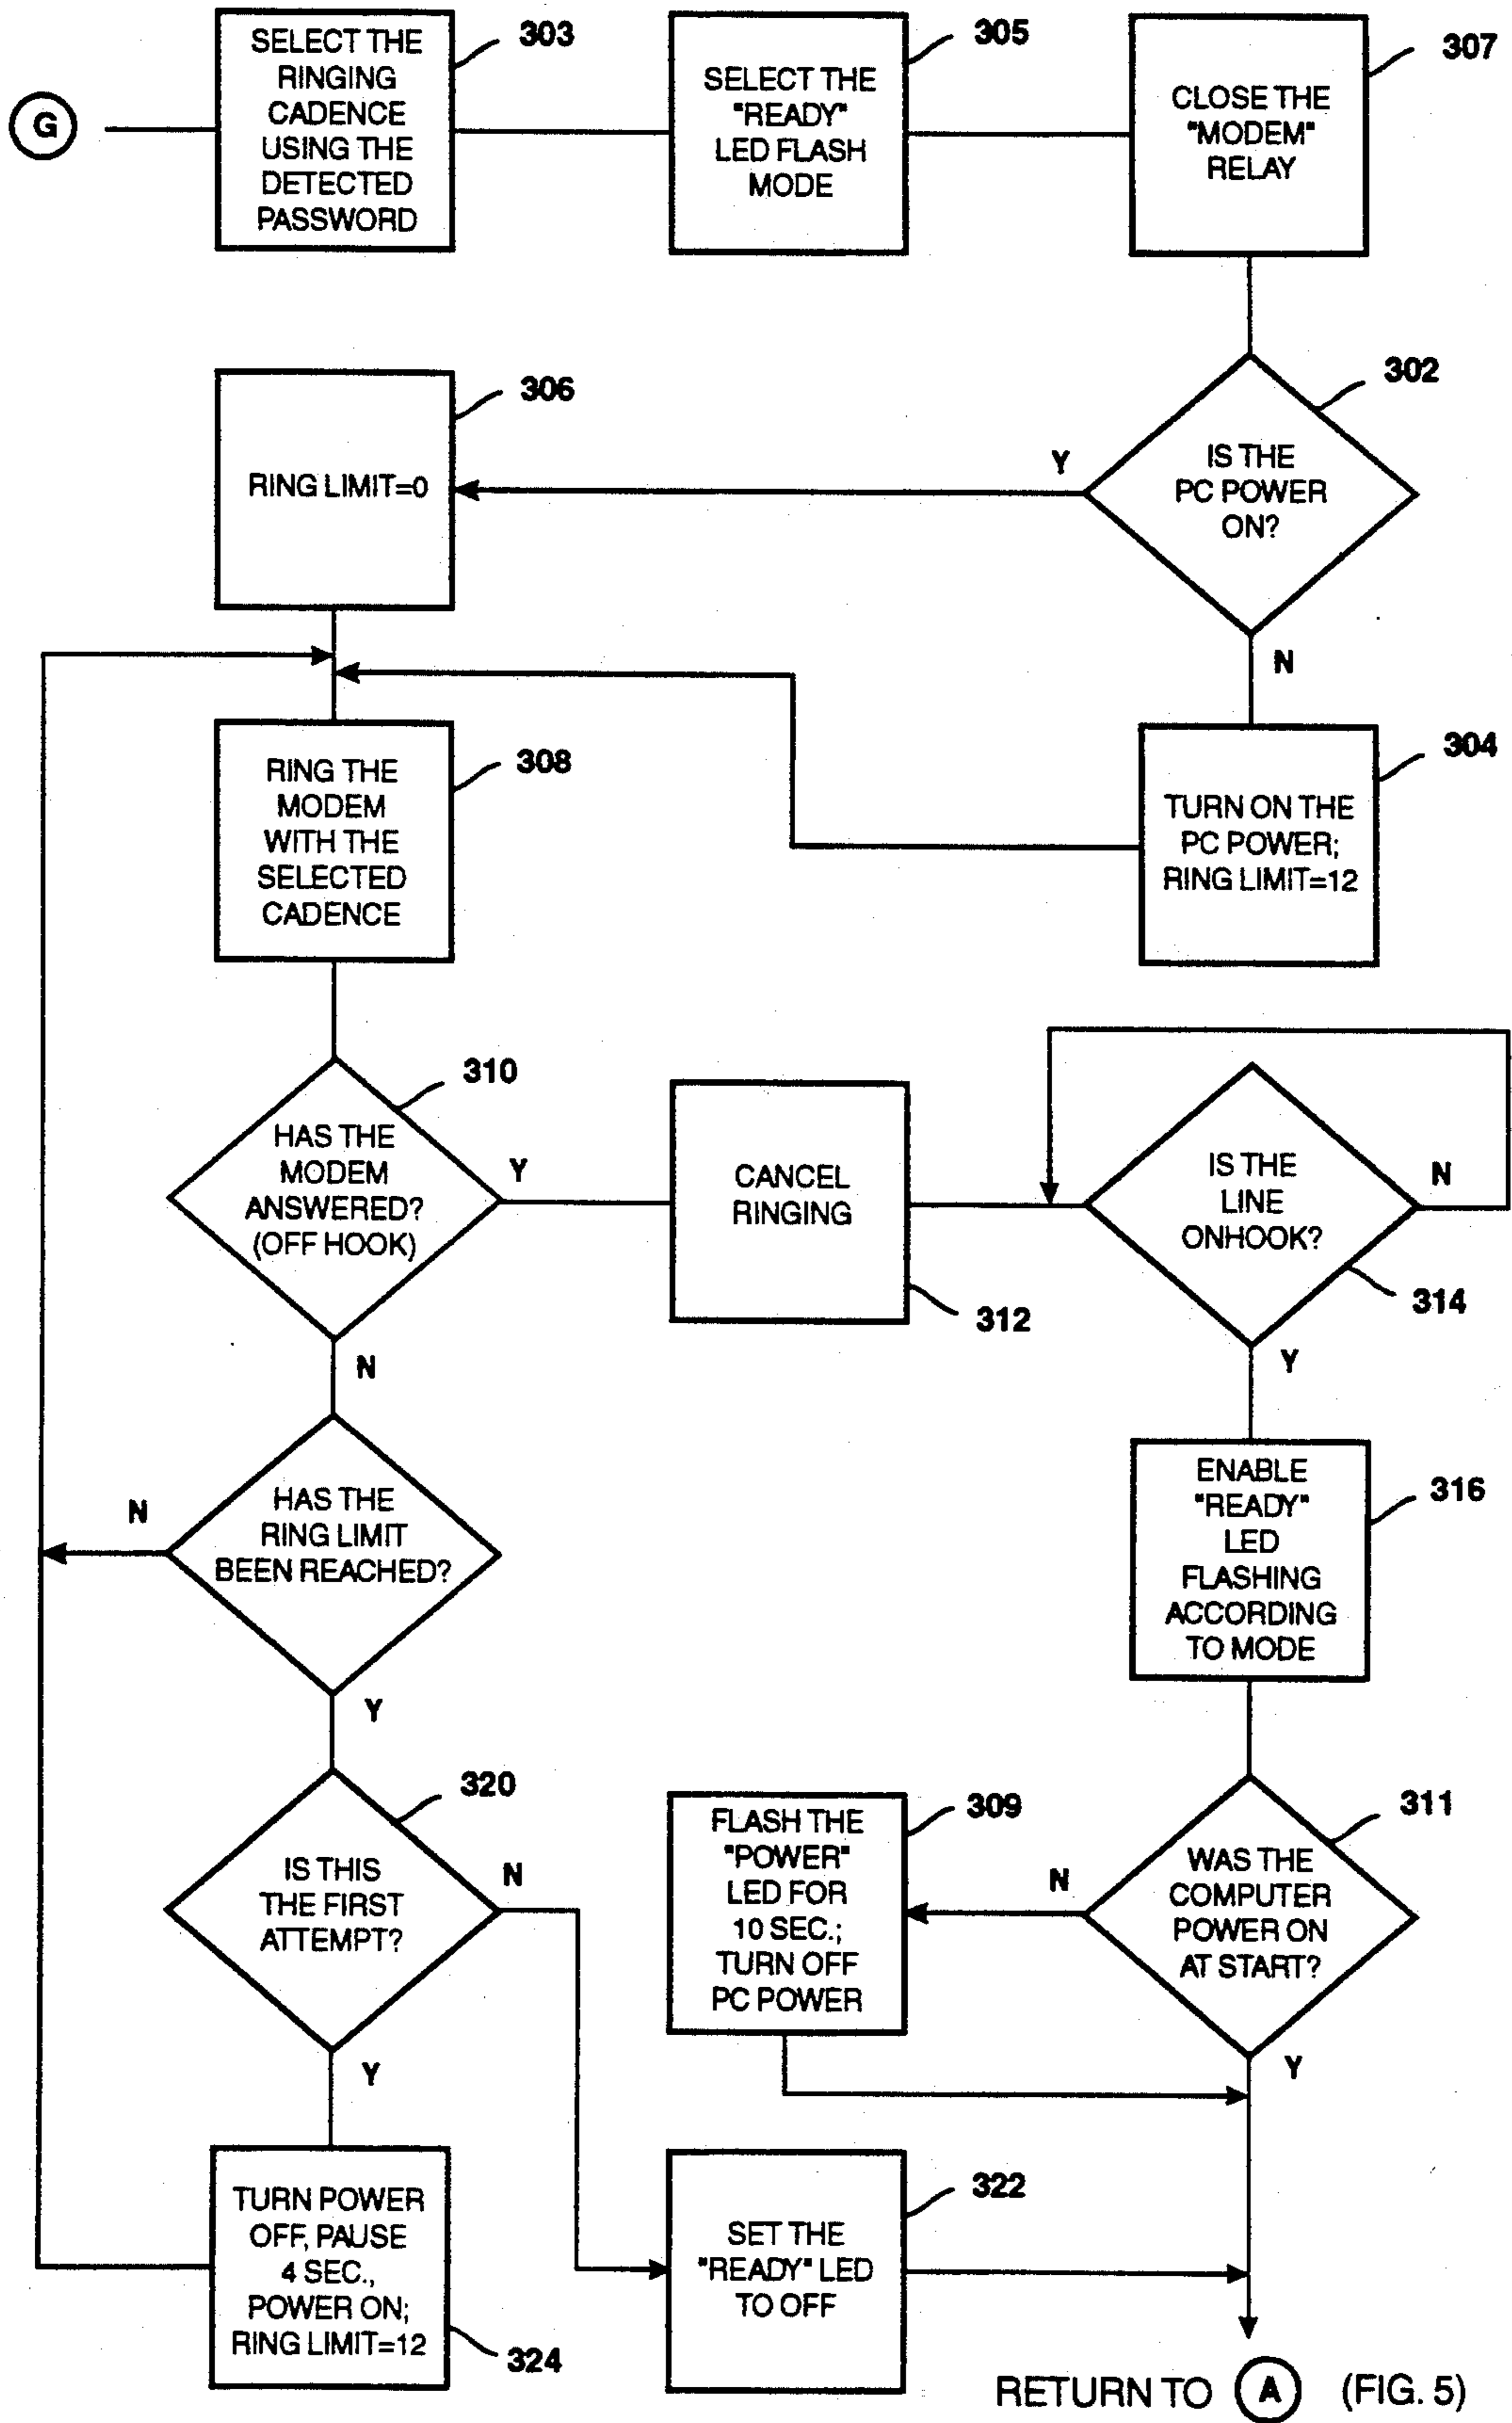 G
SELECT THE
RINGING
CADENCE
USING THE
DETECTED
PASSWORD
303
SELECT THE
"READY"
LED FLASH
MODE
305
CLOSE THE
"MODEM"
RELAY
307
IS THE
PC POWER
ON?
302
Y
N
RING LIMIT=0
306
TURN ON THE
PC POWER;
RING LIMIT=12
304
RING THE
MODEM
WITH THE
SELECTED
CADENCE
308
HAS THE
MODEM
ANSWERED?
(OFF HOOK)
310
Y
N
CANCEL
RINGING
312
IS THE
LINE
ONHOOK?
314
N
Y
HAS THE
RING LIMIT
BEEN REACHED?
N
Y
ENABLE
"READY"
LED
FLASHING
ACCORDING
TO MODE
316
IS THIS
THE FIRST
ATTEMPT?
320
N
Y
FLASH THE
"POWER"
LED FOR
10 SEC.;
TURN OFF
PC POWER
309
WAS THE
COMPUTER
POWER ON
AT START?
311
N
Y
TURN POWER
OFF, PAUSE
4 SEC.,
POWER ON;
RING LIMIT=12
324
SET THE
"READY" LED
TO OFF
322
RETURN TO A (FIG. 5)